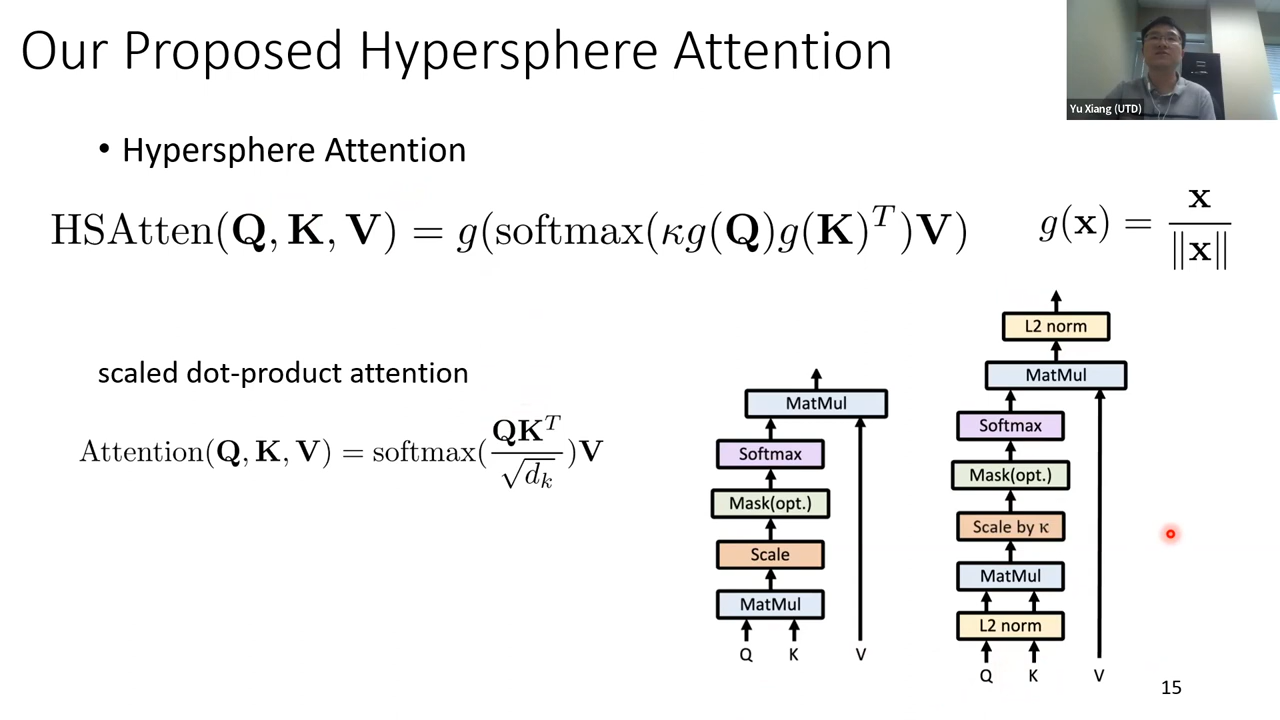 Our Proposed Hypersphere Attention
Yu Xiang (UTD)
• Hypersphere Attention
HSAtten(Q, K, V) = g(softmax(κg(Q)g(K)^T)V)
g(x) = x / ‖x‖
scaled dot-product attention
Attention(Q, K, V) = softmax(QK^T / √d_k)V
MatMul
Softmax
Mask(opt.)
Scale
MatMul
Q K V
L2 norm
MatMul
Softmax
Mask(opt.)
Scale by κ
MatMul
L2 norm
Q K V
15